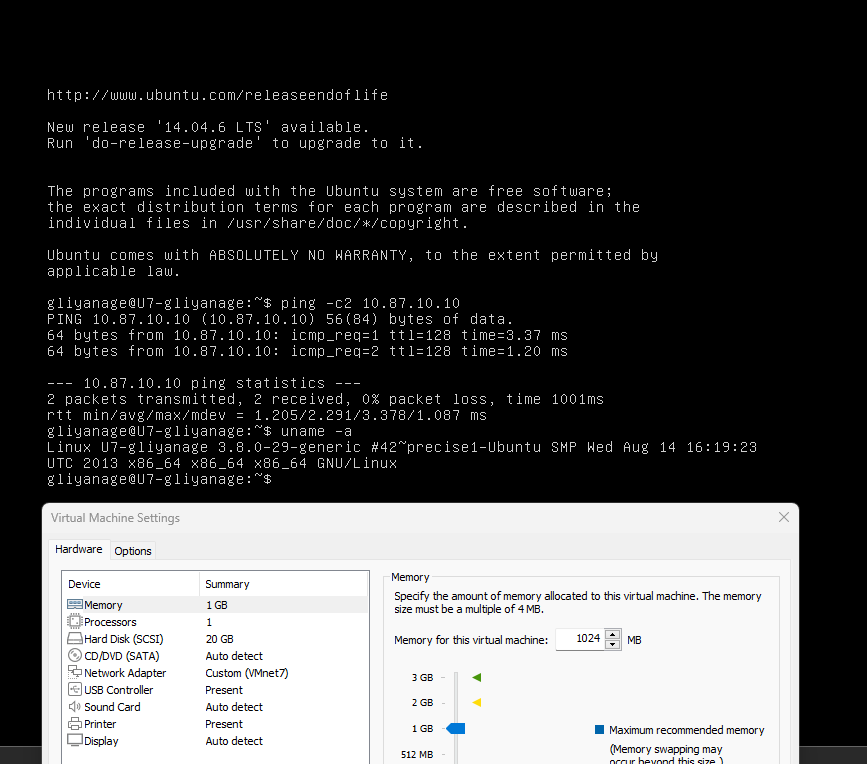 http://www.ubuntu.com/releaseendoflife
New release '14.04.6 LTS' available.
Run 'do-release-upgrade' to upgrade to it.
The programs included with the Ubuntu system are free software;
the exact distribution terms for each program are described in the
individual files in /usr/share/doc/*/copyright.
Ubuntu comes with ABSOLUTELY NO WARRANTY, to the extent permitted by
applicable law.
gliyanage@U7-gliyanage:~$ ping -c2 10.87.10.10
PING 10.87.10.10 (10.87.10.10) 56(84) bytes of data.
64 bytes from 10.87.10.10: icmp_req=1 ttl=128 time=3.37 ms
64 bytes from 10.87.10.10: icmp_req=2 ttl=128 time=1.20 ms
--- 10.87.10.10 ping statistics ---
2 packets transmitted, 2 received, 0% packet loss, time 1001ms
rtt min/avg/max/mdev = 1.205/2.291/3.378/1.087 ms
gliyanage@U7-gliyanage:~$ uname -a
Linux U7-gliyanage 3.8.0-29-generic #42~precise1-Ubuntu SMP Wed Aug 14 16:19:23
UTC 2013 x86_64 x86_64 x86_64 GNU/Linux
gliyanage@U7-gliyanage:~$
Virtual Machine Settings
Hardware Options
Device Summary
Memory 1 GB
Processors 1
Hard Disk (SCSI) 20 GB
CD/DVD (SATA) Auto detect
Network Adapter Custom (VMnet7)
USB Controller Present
Sound Card Auto detect
Printer Present
Display Auto detect
Memory
Specify the amount of memory allocated to this virtual machine. The memory
size must be a multiple of 4 MB.
Memory for this virtual machine: 1024 MB
3 GB
2 GB
1 GB
512 MB
Maximum recommended memory
(Memory swapping may
occur beyond this size.)